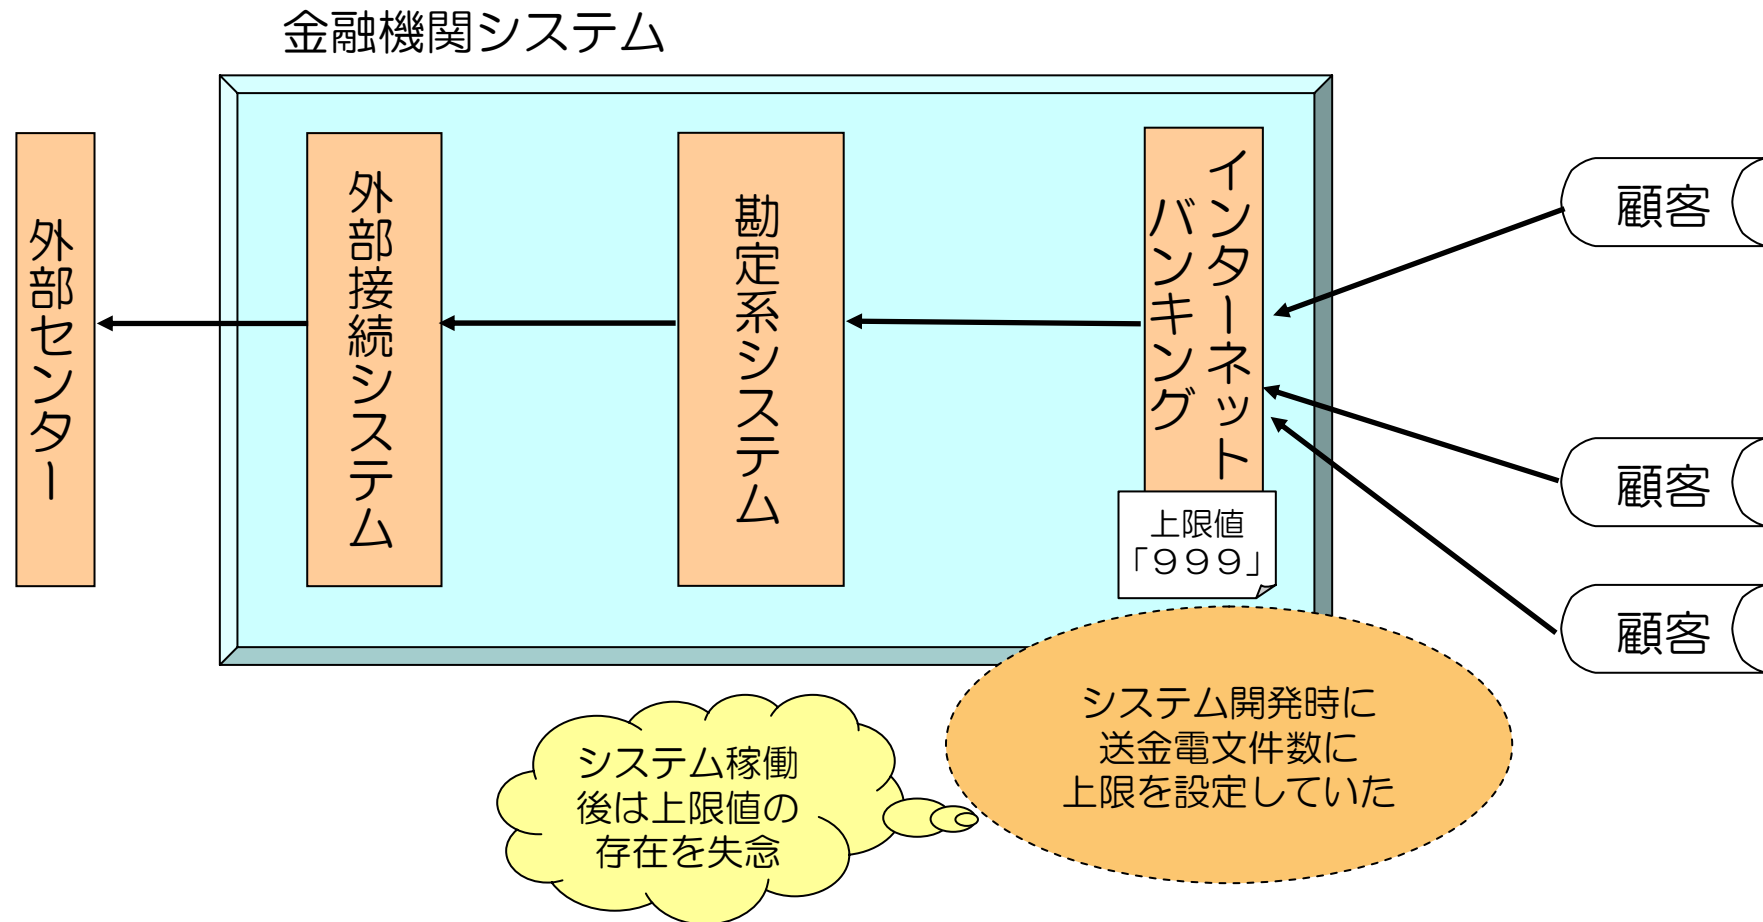 金融機関システム
外部センター
外部接続システム
勘定系システム
インターネット
バンキング
上限値
「９９９」
顧客
顧客
顧客
システム開発時に
送金電文件数に
上限を設定していた
システム稼働
後は上限値の
存在を失念